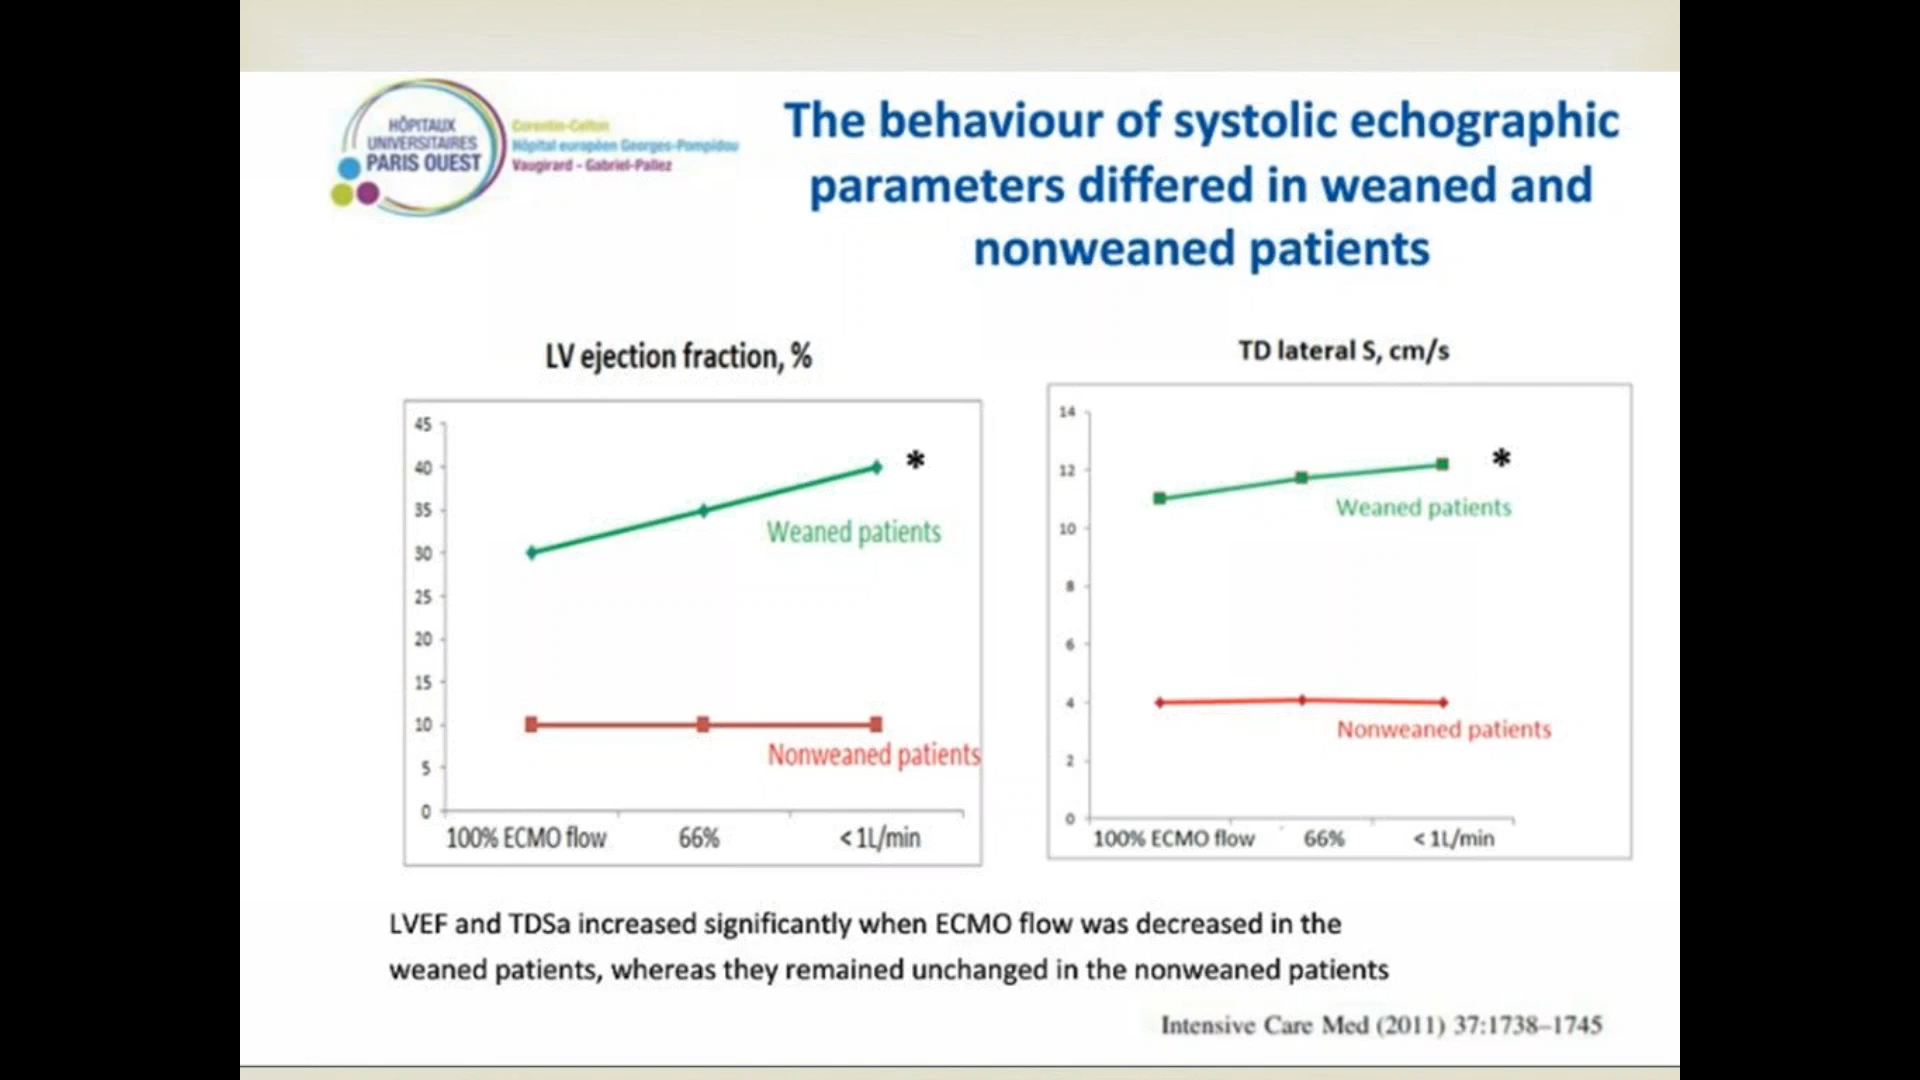 HÔPITAUX
UNIVERSITAIRES
PARIS OUEST
Corentin-Celton
Hôpital européen Georges-Pompidou
Vaugirard - Gabriel-Pallez
The behaviour of systolic echographic
parameters differed in weaned and
nonweaned patients
LV ejection fraction, %
45
40
35
30
25
20
15
10
5
0
*
Weaned patients
Nonweaned patients
100% ECMO flow 66% < 1L/min
TD lateral S, cm/s
14
12
10
8
6
4
2
0
*
Weaned patients
Nonweaned patients
100% ECMO flow 66% < 1L/min
LVEF and TDSa increased significantly when ECMO flow was decreased in the
weaned patients, whereas they remained unchanged in the nonweaned patients
Intensive Care Med (2011) 37:1738–1745